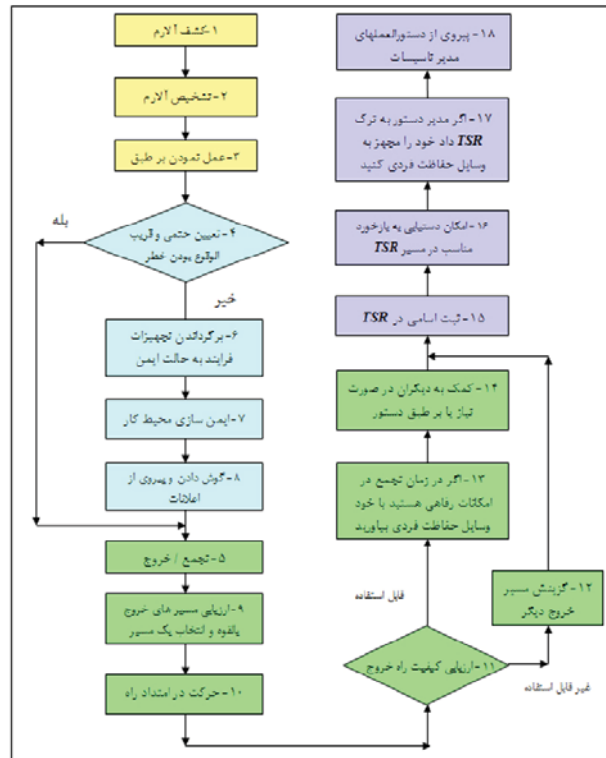 ۱-کشف آلارم
۲- تشخیص آلارم
۳- عمل نمودن بر طبق
۴- تعیین حتمی و قریب
الوقوع بودن خطر
بله
خیر
۶- برگرداندن تجهیزات
فرایند به حالت ایمن
۷- ایمن سازی محیط کار
۸- گوش دادن و پیروی از
اعلانات
۵- تجمع / خروج
۹- ارزیابی مسیر های خروج
بالقوه و انتخاب یک مسیر
۱۰- حرکت در امتداد راه
۱۱- ارزیابی کیفیت راه خروج
قابل استفاده
غیر قابل استفاده
۱۲- گزینش مسیر
خروج دیگر
۱۳- اگر در زمان تجمع در
امکانات رفاهی هستید با خود
وسایل حفاظت فردی بیاورید
۱۴- کمک به دیگران در صورت
نیاز یا بر طبق دستور
۱۵- ثبت اسامی در TSR
۱۶- امکان دستیابی به بازخورد
مناسب در مسیر TSR
۱۷- اگر مدیر دستور به ترک
TSR داد خود را مجهز به
وسایل حفاظت فردی کنید
۱۸- پیروی از دستورالعملهای
مدیر تاسیسات